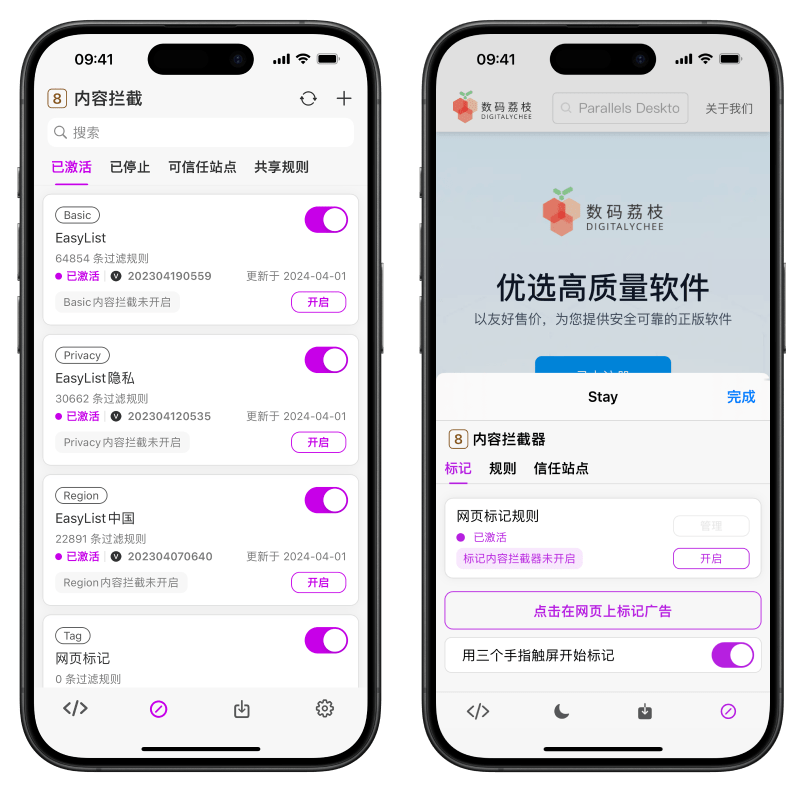 09:41
8 内容拦截
搜索
已激活 已停止 可信任站点 共享规则
Basic
EasyList
64854 条过滤规则
已激活 V 202304190559 更新于 2024-04-01
Basic内容拦截未开启 开启
Privacy
EasyList隐私
30662 条过滤规则
已激活 V 202304120535 更新于 2024-04-01
Privacy内容拦截未开启 开启
Region
EasyList中国
22891 条过滤规则
已激活 V 202304070640 更新于 2024-04-01
Region内容拦截未开启 开启
Tag
网页标记
0 条过滤规则
09:41
数码荔枝
DIGITALYCHEE
Parallels Deskto
关于我们
数码荔枝
DIGITALYCHEE
优选高质量软件
以友好售价，为您提供安全可靠的正版软件
Stay 完成
8 内容拦截器
标记 规则 信任站点
网页标记规则
管理
已激活
标记内容拦截器未开启 开启
点击在网页上标记广告
用三个手指触屏开始标记